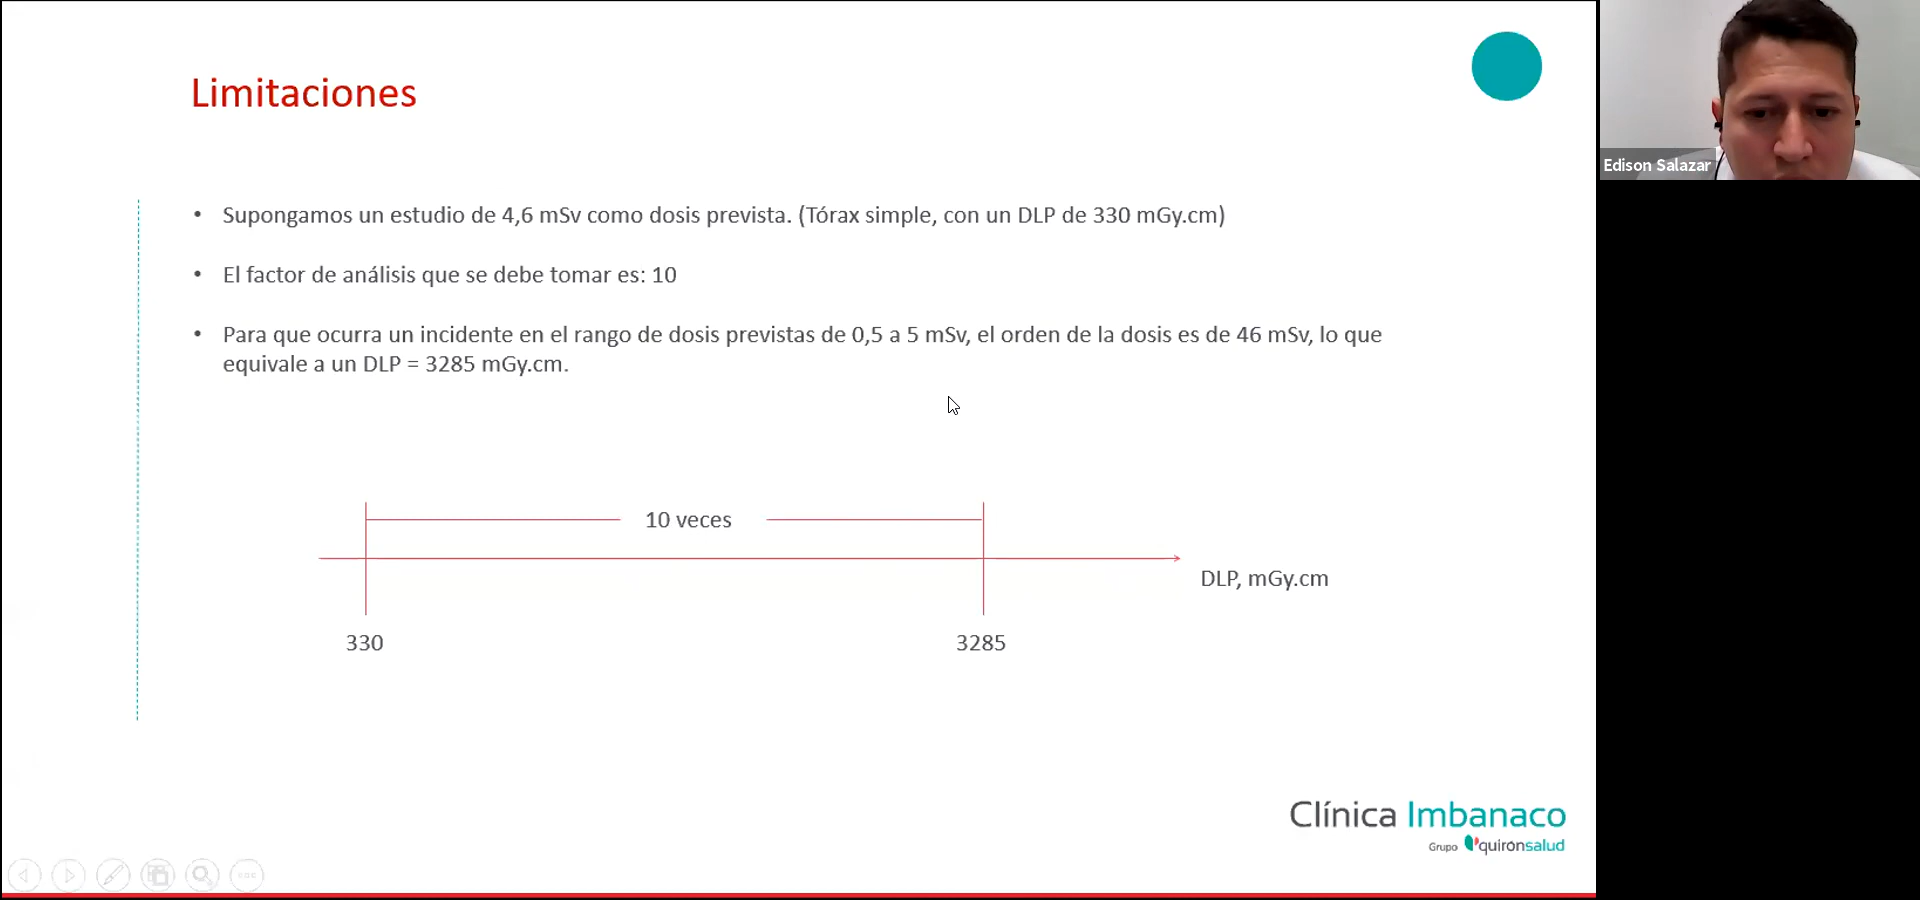 Limitaciones
Edison Salazar
• Supongamos un estudio de 4,6 mSv como dosis prevista. (Tórax simple, con un DLP de 330 mGy.cm)
• El factor de análisis que se debe tomar es: 10
• Para que ocurra un incidente en el rango de dosis previstas de 0,5 a 5 mSv, el orden de la dosis es de 46 mSv, lo que
equivale a un DLP = 3285 mGy.cm.
10 veces
DLP, mGy.cm
330
3285
Clínica Imbanaco
Grupo quirónsalud